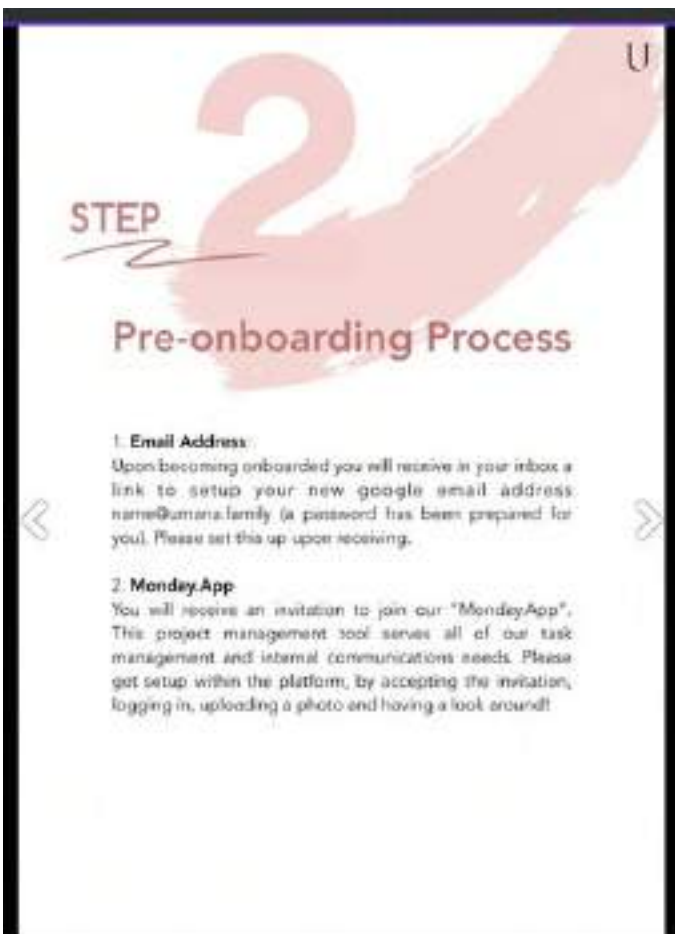 U
2
STEP
Pre-onboarding Process
1. Email Address:
Upon becoming onboarded you will receive in your inbox a
link to setup your new google email address
name@umana.family (a password has been prepared for
you). Please set this up upon receiving.
2. Monday.App
You will receive an invitation to join our "Monday.App".
This project management tool serves all of our task
management and internal communications needs. Please
get setup within the platform, by accepting the invitation,
logging in, uploading a photo and having a look around!